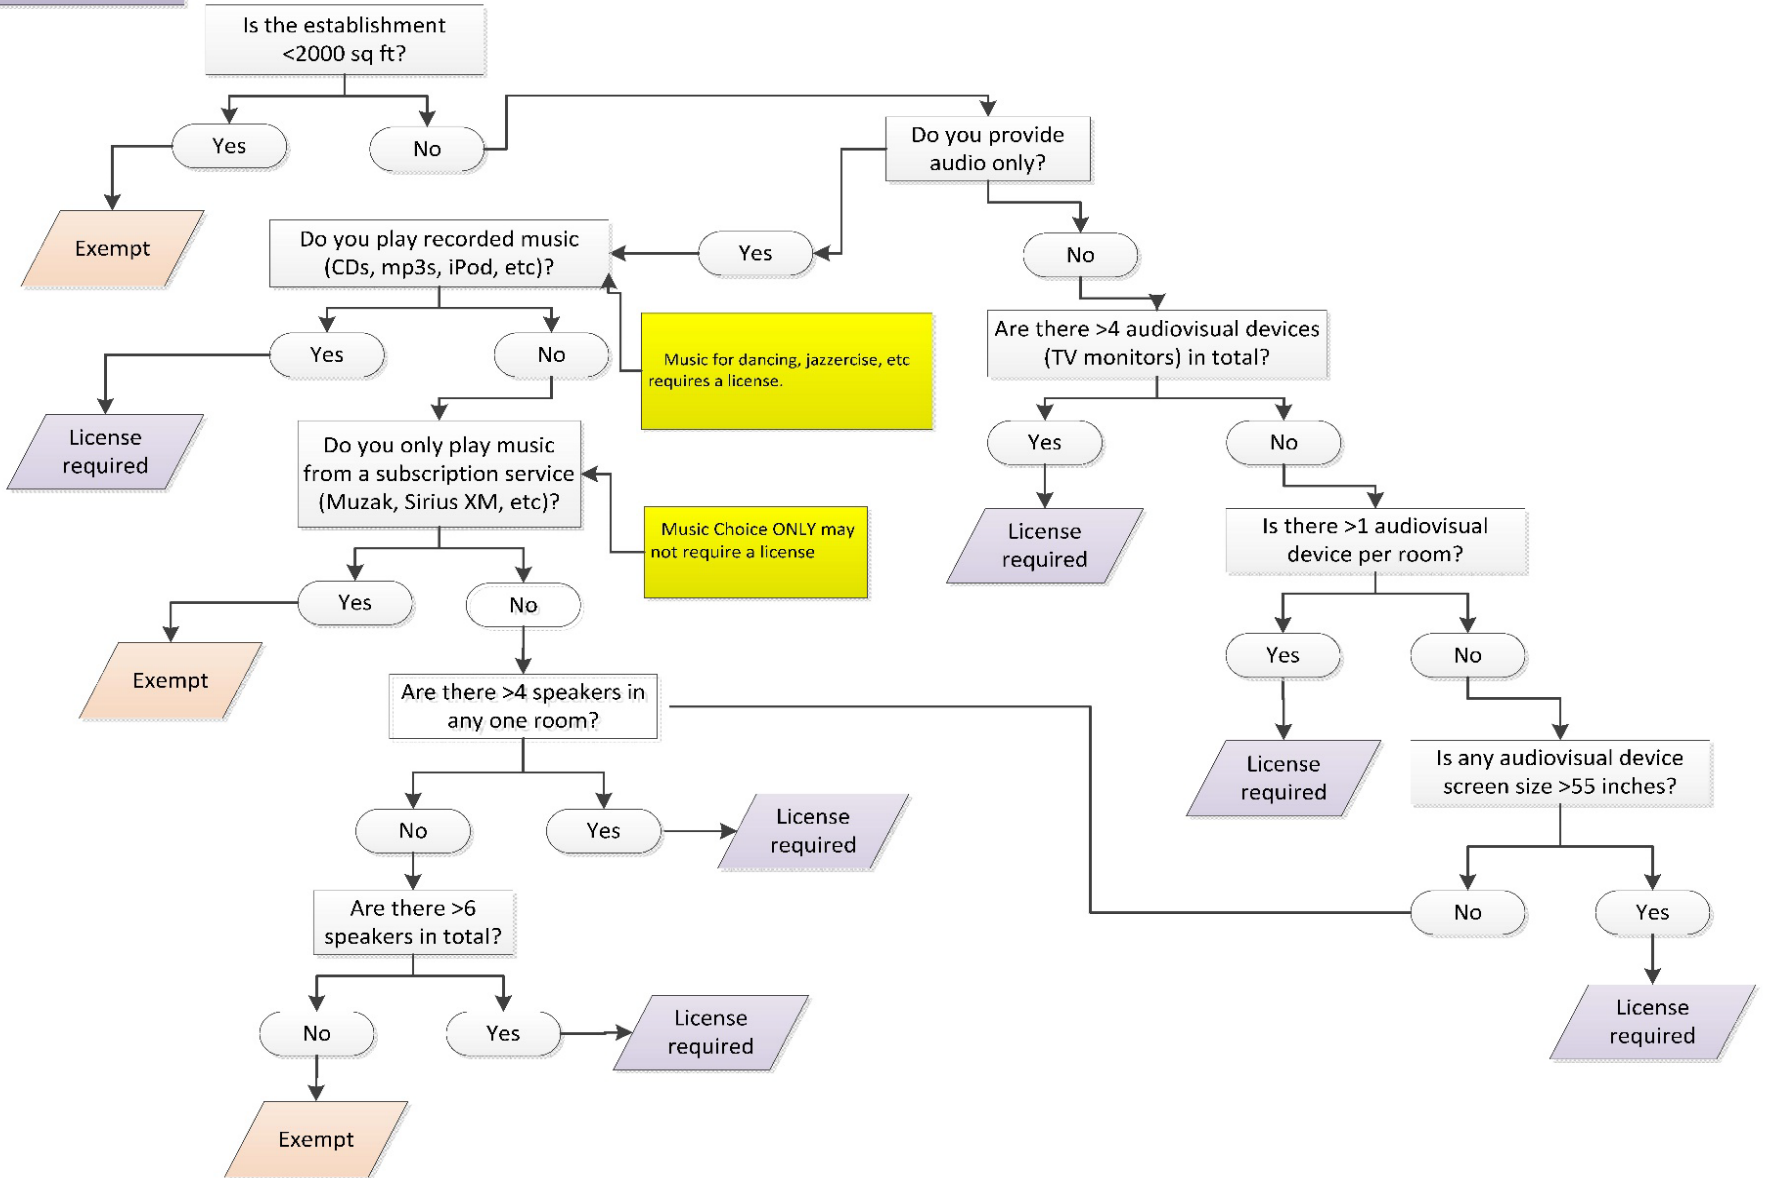 Is the establishment
<2000 sq ft?
Yes
No
Exempt
Do you provide
audio only?
Yes
No
Do you play recorded music
(CDs, mp3s, iPod, etc)?
Yes
No
License
required
Music for dancing, jazzercise, etc
requires a license.
Do you only play music
from a subscription service
(Muzak, Sirius XM, etc)?
Music Choice ONLY may
not require a license
Yes
No
Exempt
Are there >4 speakers in
any one room?
No
Yes
License
required
Are there >6
speakers in total?
No
Yes
License
required
Exempt
Are there >4 audiovisual devices
(TV monitors) in total?
Yes
No
License
required
Is there >1 audiovisual
device per room?
Yes
No
License
required
Is any audiovisual device
screen size >55 inches?
No
Yes
License
required